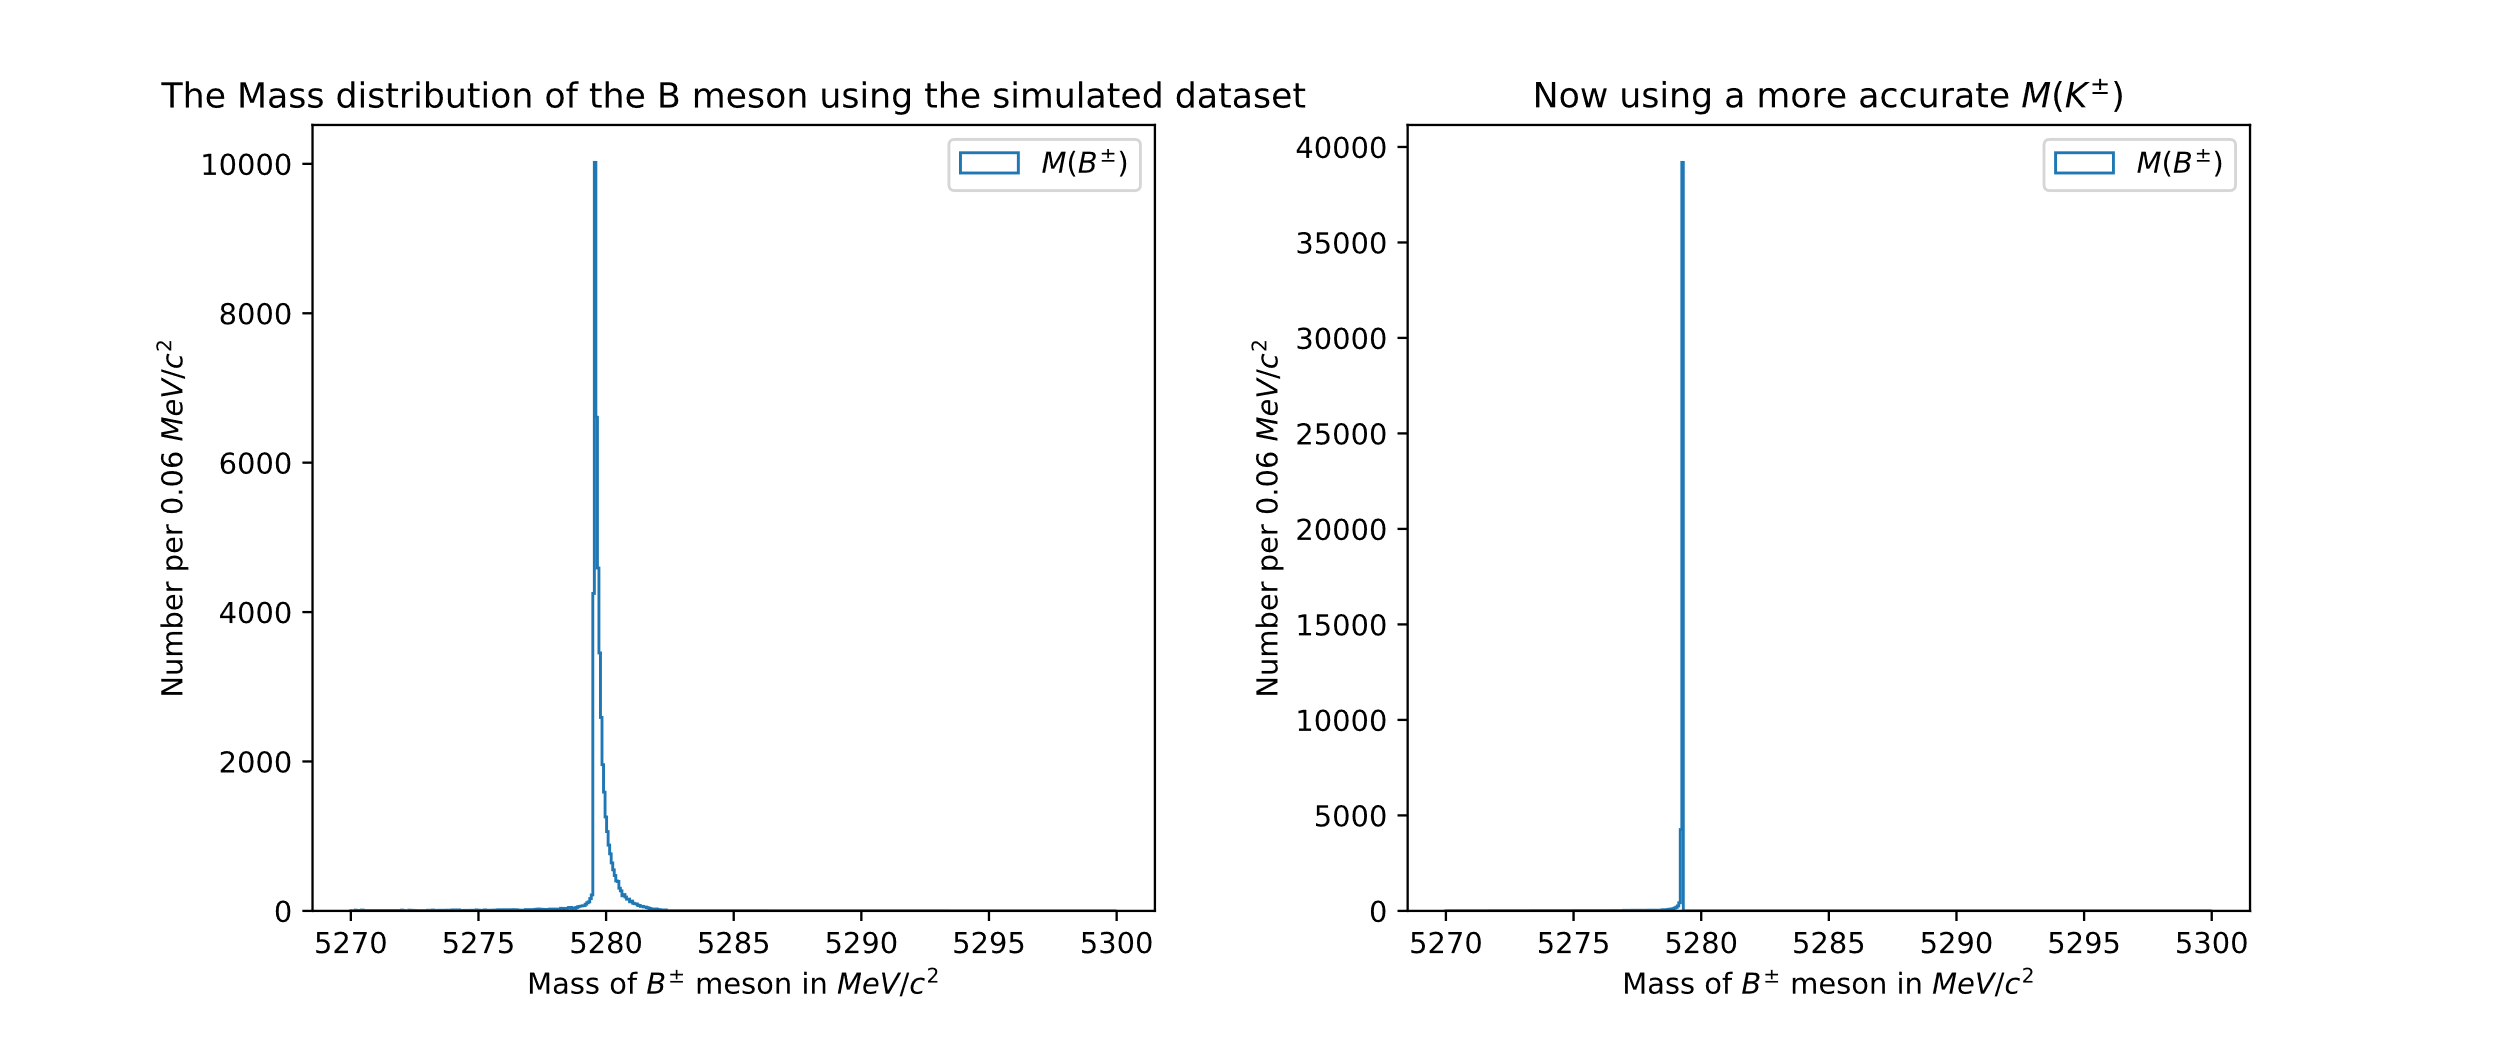 The Mass distribution of the B meson using the simulated dataset
M(B±)
10000
8000
6000
4000
2000
0
Number per 0.06 MeV/c²
5270 5275 5280 5285 5290 5295 5300
Mass of B± meson in MeV/c²
Now using a more accurate M(K±)
M(B±)
40000
35000
30000
25000
20000
15000
10000
5000
0
Number per 0.06 MeV/c²
5270 5275 5280 5285 5290 5295 5300
Mass of B± meson in MeV/c²